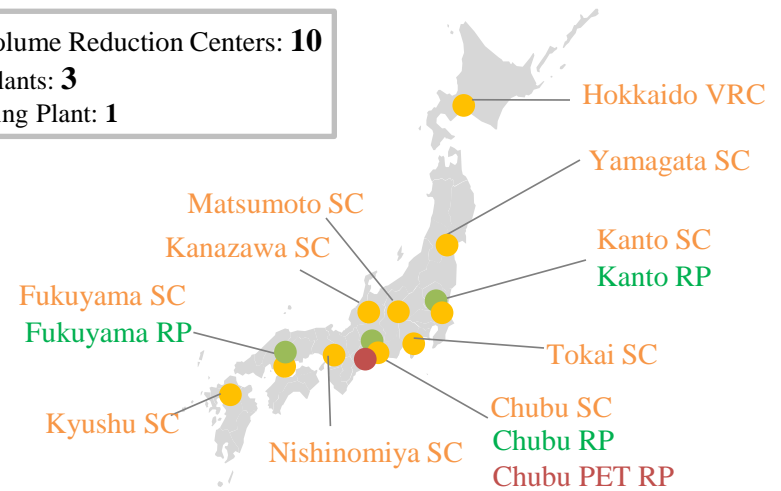 olume Reduction Centers: 10
lants: 3
ing Plant: 1
Hokkaido VRC
Yamagata SC
Matsumoto SC
Kanazawa SC
Kanto SC
Kanto RP
Fukuyama SC
Fukuyama RP
Tokai SC
Chubu SC
Kyushu SC
Chubu RP
Nishinomiya SC
Chubu PET RP